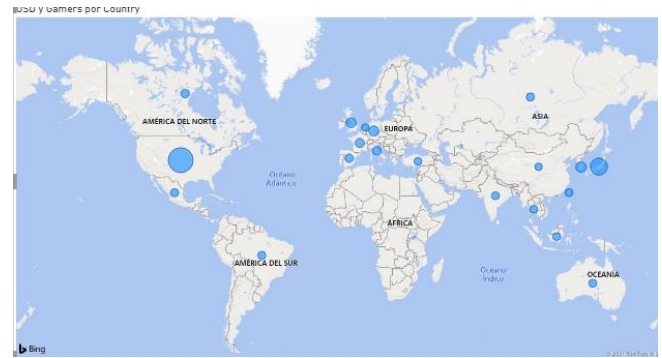 USD y Gamers por Country
AMÉRICA DEL NORTE
EUROPA
ASIA
Océano
Atlántico
ÁFRICA
AMÉRICA DEL SUR
Océano
Índico
OCEANÍA
Bing